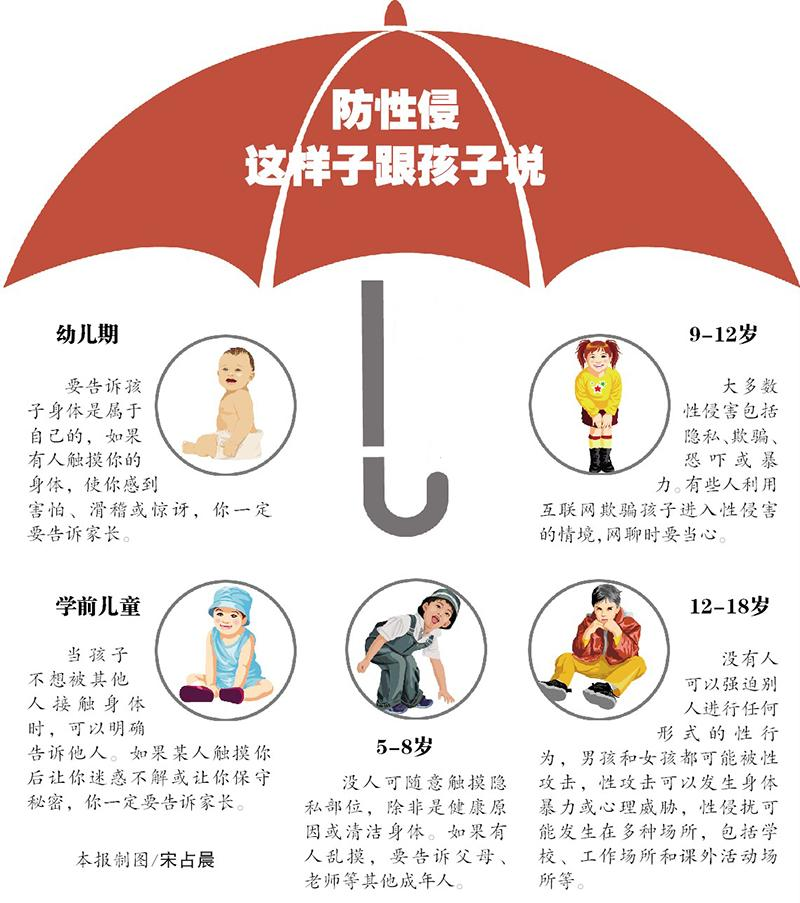 防性侵
这样子跟孩子说
幼儿期
要告诉孩
子身体是属于
自己的，如果
有人触摸你的
身体，使你感到
害怕、滑稽或惊讶，你一定
要告诉家长。
9-12岁
大多数
性侵害包括
隐私、欺骗、
恐吓或暴
力。有些人利用
互联网欺骗孩子进入性侵害
的情境，网聊时要当心。
学前儿童
当孩子
不想被其他
人接触身体
时，可以明确
告诉他人。如果某人触摸你
后让你迷惑不解或让你保守
秘密，你一定要告诉家长。
5-8岁
没人可随意触摸隐
私部位，除非是健康原
因或清洁身体。如果有
人乱摸，要告诉父母、
老师等其他成年人。
12-18岁
没有人
可以强迫别
人进行任何
形式的性行
为，男孩和女孩都可能被性
攻击，性攻击可以发生身体
暴力或心理威胁，性侵扰可
能发生在多种场所，包括学
校、工作场所和课外活动场
所等。
本报制图/宋占晨